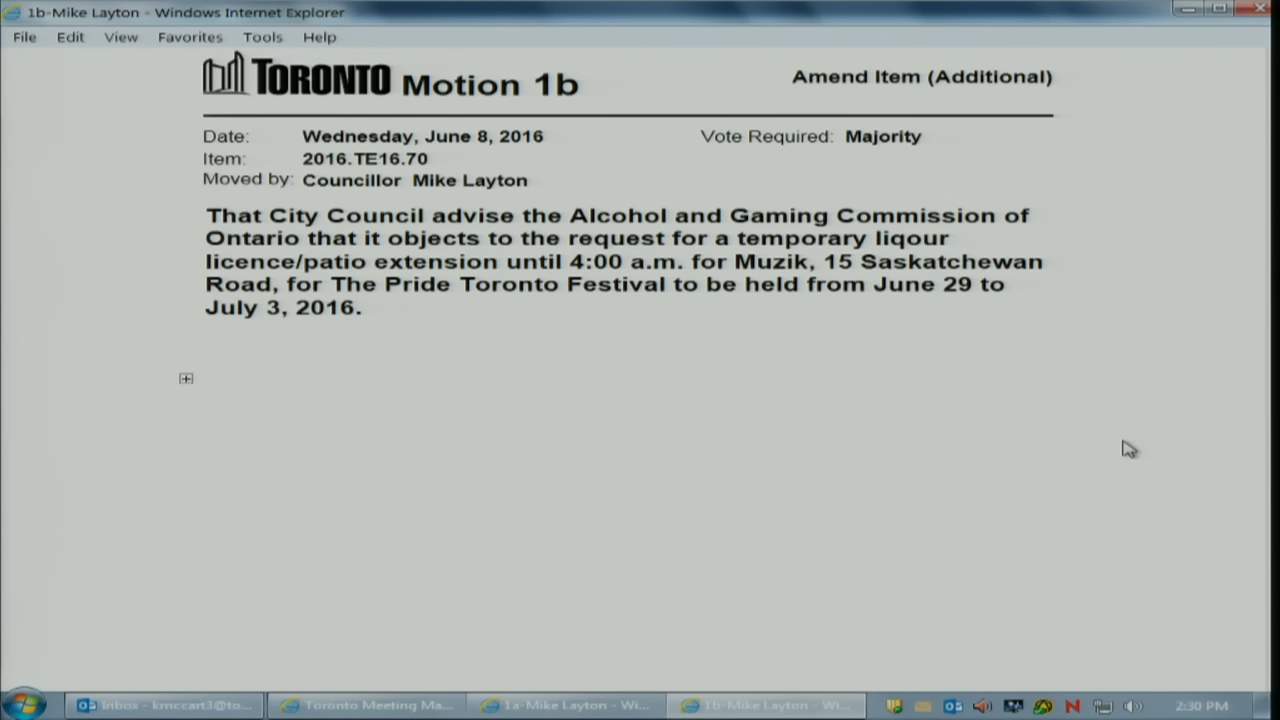 1b-Mike Layton - Windows Internet Explorer
File Edit View Favorites Tools Help
TORONTO Motion 1b
Amend Item (Additional)
Date: Wednesday, June 8, 2016
Vote Required: Majority
Item: 2016.TE16.70
Moved by: Councillor Mike Layton
That City Council advise the Alcohol and Gaming Commission of
Ontario that it objects to the request for a temporary liqour
licence/patio extension until 4:00 a.m. for Muzik, 15 Saskatchewan
Road, for The Pride Toronto Festival to be held from June 29 to
July 3, 2016.
Inbox - kmccart3@to... Toronto Meeting Ma... 1a-Mike Layton - Wi... 1b-Mike Layton - Wi... 2:30 PM